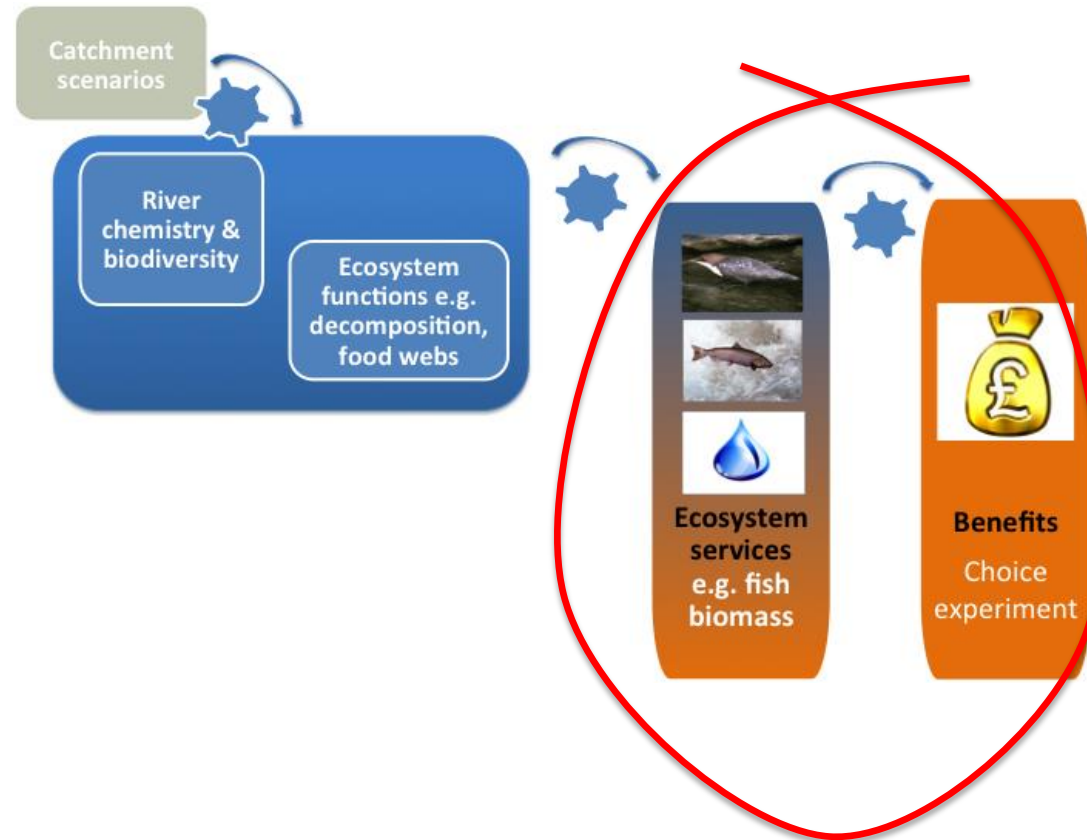 Catchment
scenarios
River
chemistry &
biodiversity
Ecosystem
functions e.g.
decomposition,
food webs
Ecosystem
services
e.g. fish
biomass
£
Benefits
Choice
experiment